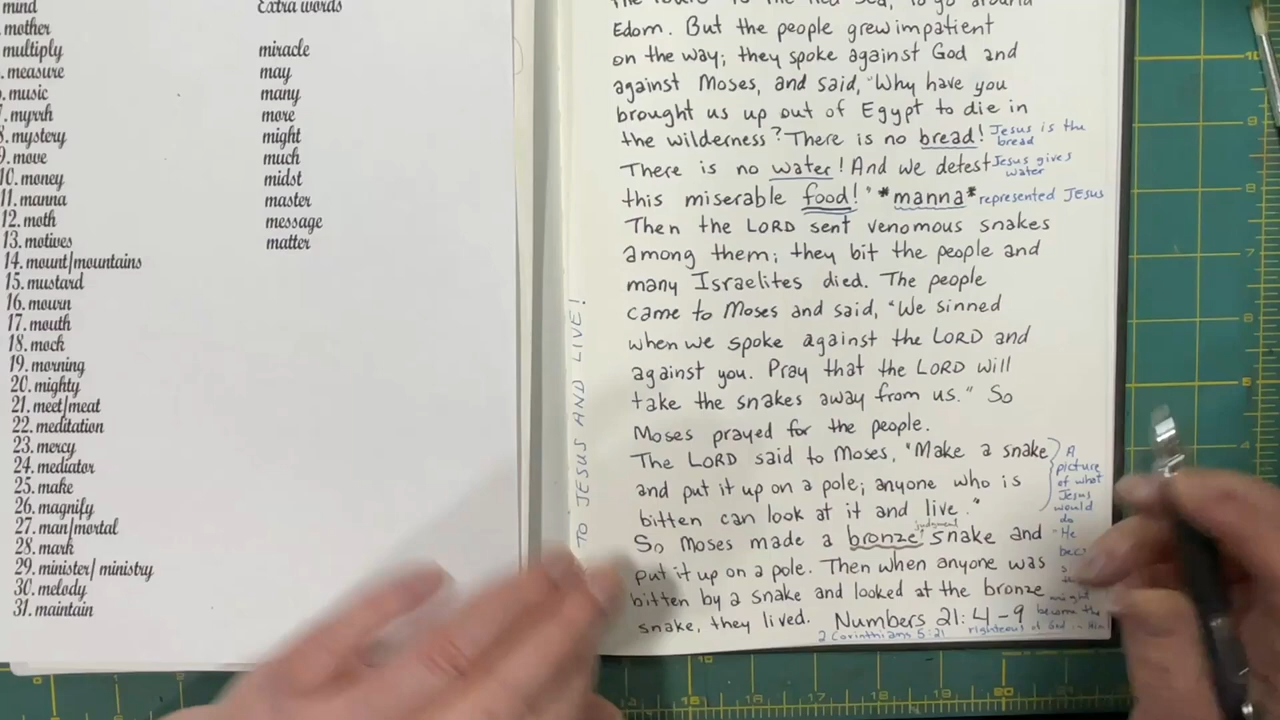 mind
mother
multiply
measure
music
7. myrrh
8. mystery
9. move
10. money
11. manna
12. moth
13. motives
14. mount/mountains
15. mustard
16. mourn
17. mouth
18. mock
19. morning
20. mighty
21. meet/meat
22. meditation
23. mercy
24. mediator
25. make
26. magnify
27. man/mortal
28. mark
29. minister/ ministry
30. melody
31. maintain
Extra words
miracle
may
many
more
might
much
midst
master
message
matter
TO JESUS AND LIVE!
Edom. But the people grew impatient
on the way; they spoke against God and
against Moses, and said, "Why have you
brought us up out of Egypt to die in
the wilderness? There is no bread! Jesus is the bread
There is no water! And we detest Jesus gives water
this miserable food!" *manna* represented JESUS
Then the LORD sent venomous snakes
among them; they bit the people and
many Israelites died. The people
came to Moses and said, "We sinned
when we spoke against the LORD and
against you. Pray that the LORD will
take the snakes away from us." So
Moses prayed for the people.
The LORD said to Moses, "Make a snake
and put it up on a pole; anyone who is
bitten can look at it and live."
judgment
So Moses made a bronze snake and
put it up on a pole. Then when anyone was
bitten by a snake and looked at the bronze
snake, they lived. Numbers 21:4-9
A
picture
of what
Jesus
would
do
He
might
become the
righteous of God in Him
2 Corinthians 5:21